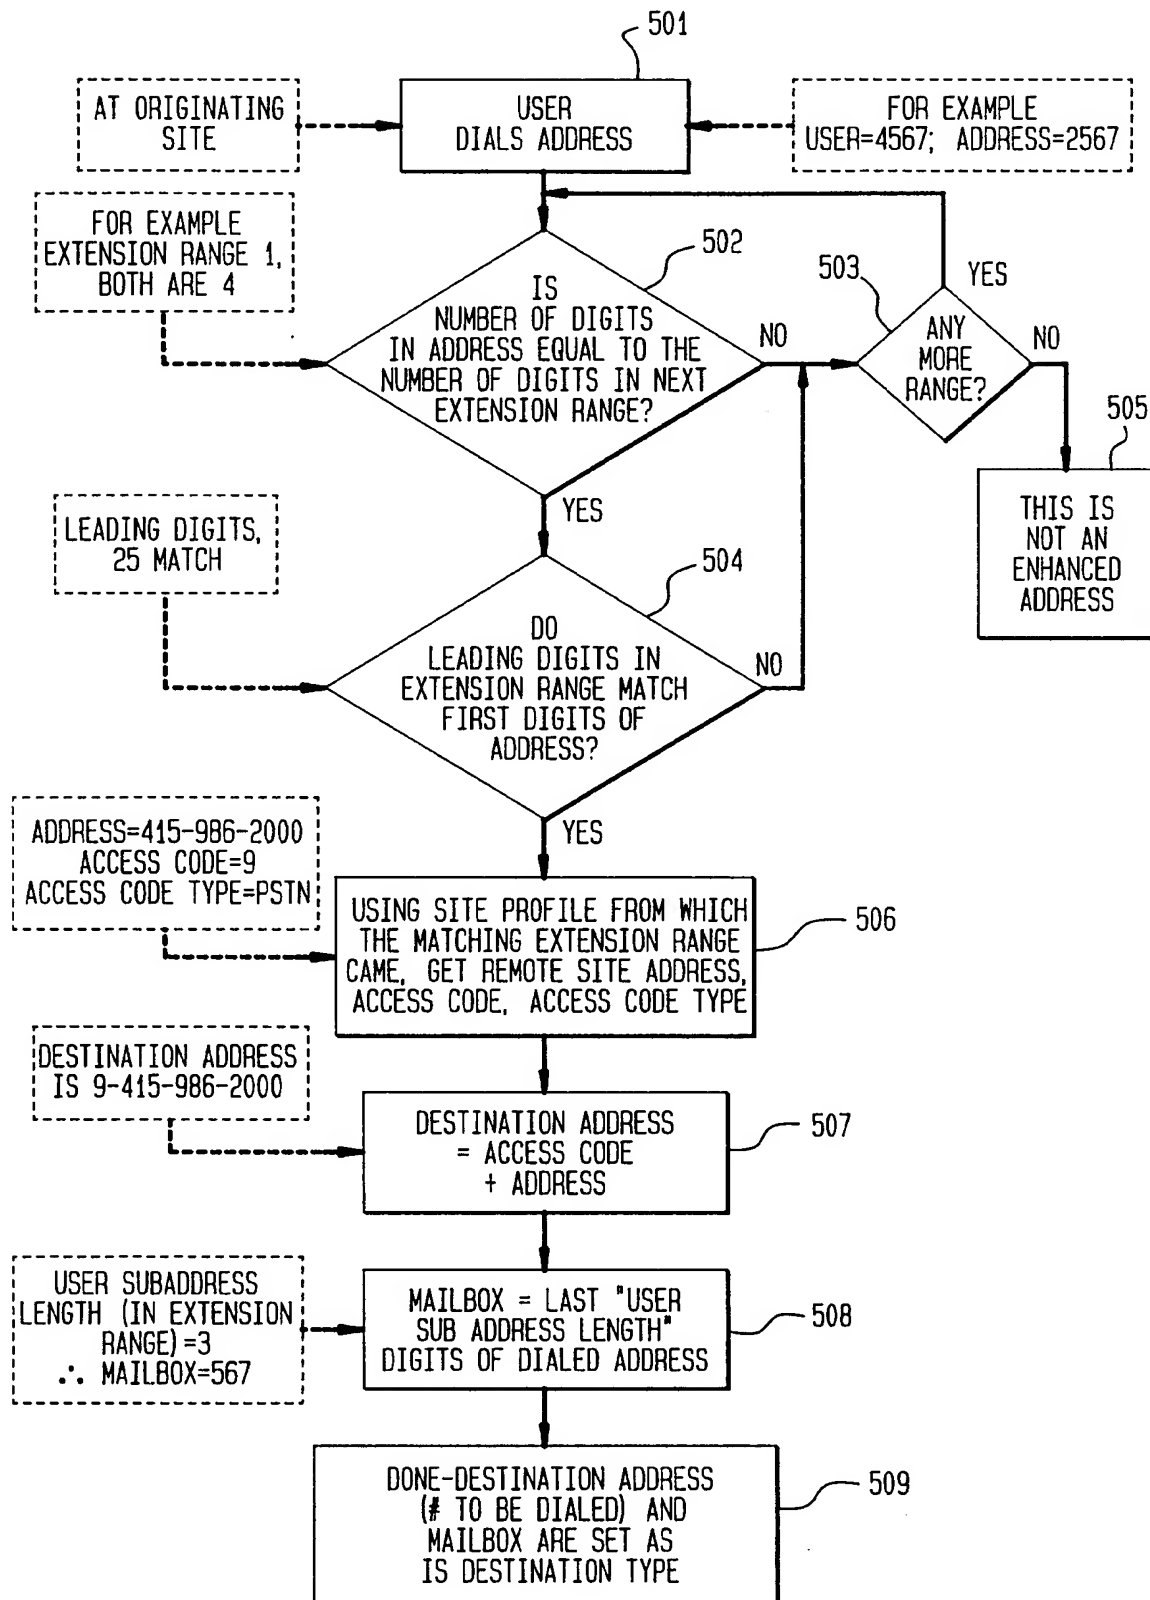 501
AT ORIGINATING
SITE
USER
DIALS ADDRESS
FOR EXAMPLE
USER=4567; ADDRESS=2567
FOR EXAMPLE
EXTENSION RANGE 1,
BOTH ARE 4
502
IS
NUMBER OF DIGITS
IN ADDRESS EQUAL TO THE
NUMBER OF DIGITS IN NEXT
EXTENSION RANGE?
NO
503
YES
ANY
MORE
RANGE?
NO
505
THIS IS
NOT AN
ENHANCED
ADDRESS
YES
LEADING DIGITS,
25 MATCH
504
DO
LEADING DIGITS IN
EXTENSION RANGE MATCH
FIRST DIGITS OF
ADDRESS?
NO
YES
ADDRESS=415-986-2000
ACCESS CODE=9
ACCESS CODE TYPE=PSTN
USING SITE PROFILE FROM WHICH
THE MATCHING EXTENSION RANGE
CAME, GET REMOTE SITE ADDRESS,
ACCESS CODE, ACCESS CODE TYPE
506
DESTINATION ADDRESS
IS 9-415-986-2000
DESTINATION ADDRESS
= ACCESS CODE
+ ADDRESS
507
USER SUBADDRESS
LENGTH (IN EXTENSION
RANGE)=3
∴ MAILBOX=567
MAILBOX = LAST "USER
SUB ADDRESS LENGTH"
DIGITS OF DIALED ADDRESS
508
DONE-DESTINATION ADDRESS
(# TO BE DIALED) AND
MAILBOX ARE SET AS
IS DESTINATION TYPE
509